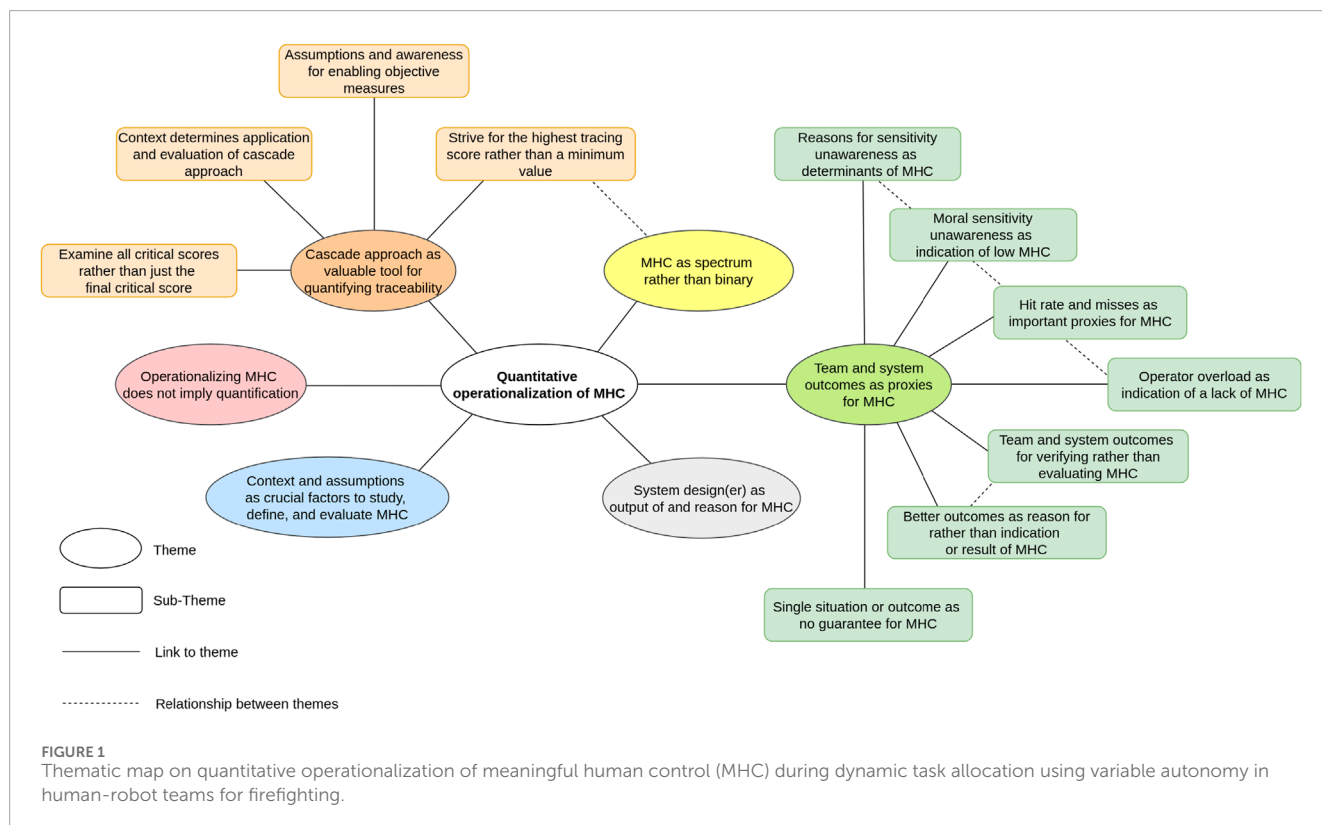 Assumptions and awareness
for enabling objective
measures
Context determines application
and evaluation of cascade
approach
Strive for the highest tracing
score rather than a minimum
value
Examine all critical scores
rather than just the
final critical score
Cascade approach as
valuable tool for
quantifying traceability
MHC as spectrum
rather than binary
Operationalizing MHC
does not imply quantification
Quantitative
operationalization of MHC
Context and assumptions
as crucial factors to study,
define, and evaluate MHC
System design(er) as
output of and reason for MHC
Team and system
outcomes as proxies
for MHC
Reasons for sensitivity
unawareness as
determinants of MHC
Moral sensitivity
unawareness as
indication of low MHC
Hit rate and misses as
important proxies for MHC
Operator overload as
indication of a lack of MHC
Team and system outcomes
for verifying rather than
evaluating MHC
Better outcomes as reason for
rather than indication
or result of MHC
Single situation or outcome as
no guarantee for MHC
Theme
Sub-Theme
Link to theme
Relationship between themes
FIGURE 1
Thematic map on quantitative operationalization of meaningful human control (MHC) during dynamic task allocation using variable autonomy in
human-robot teams for firefighting.